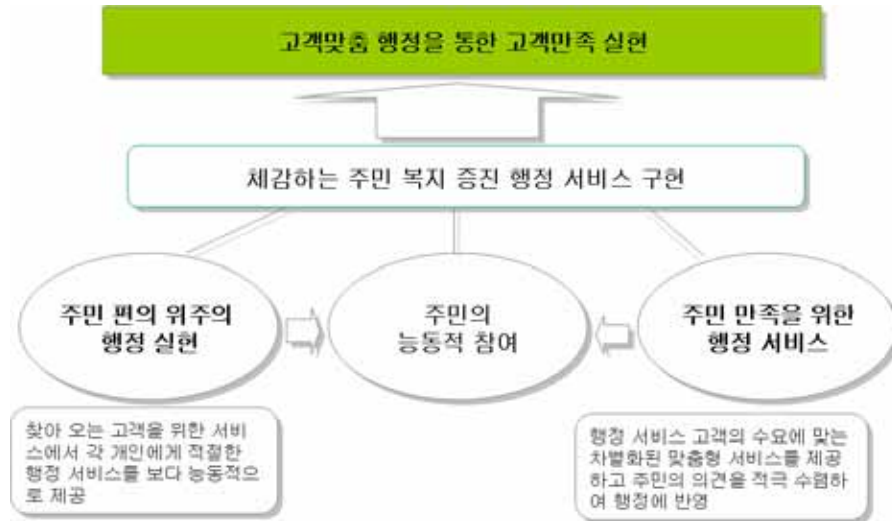 고객맞춤 행정을 통한 고객만족 실현
체감하는 주민 복지 증진 행정 서비스 구현
주민 편의 위주의
행정 실현
주민의
능동적 참여
주민 만족을 위한
행정 서비스
찾아 오는 고객을 위한 서비
스에서 각 개인에게 적절한
행정 서비스를 보다 능동적으
로 제공
행정 서비스 고객의 수요에 맞는
차별화된 맞춤형 서비스를 제공
하고 주민의 의견을 적극 수렴하
여 행정에 반영